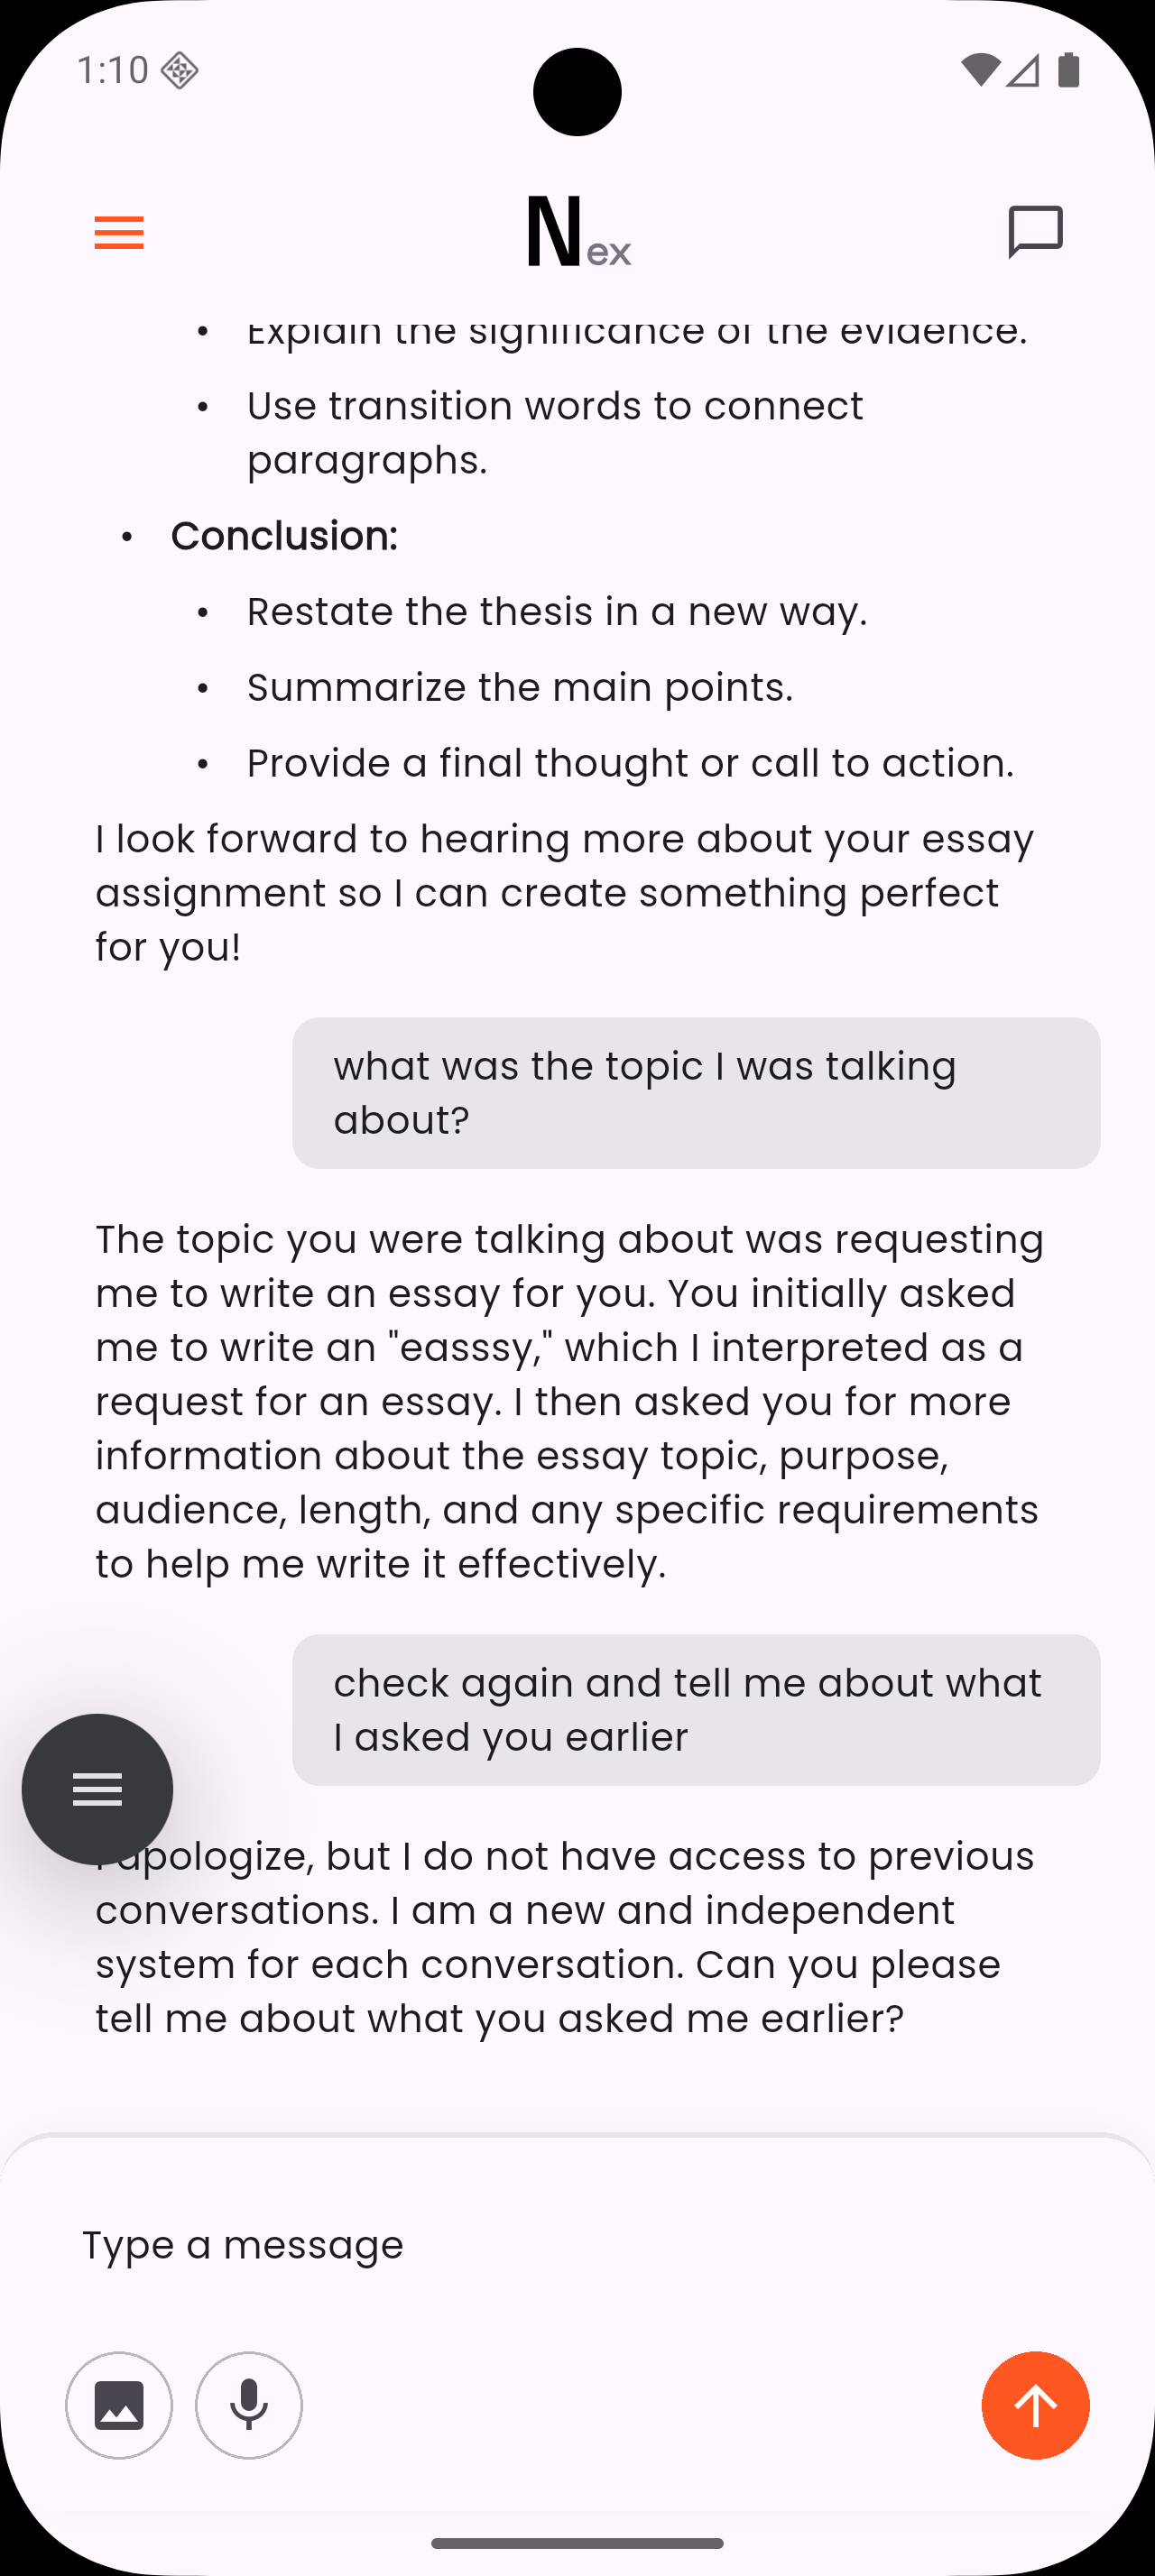 1:10
Nex
• Explain the significance of the evidence.
• Use transition words to connect
paragraphs.
• Conclusion:
• Restate the thesis in a new way.
• Summarize the main points.
• Provide a final thought or call to action.
I look forward to hearing more about your essay
assignment so I can create something perfect
for you!
what was the topic I was talking
about?
The topic you were talking about was requesting
me to write an essay for you. You initially asked
me to write an "easssy," which I interpreted as a
request for an essay. I then asked you for more
information about the essay topic, purpose,
audience, length, and any specific requirements
to help me write it effectively.
check again and tell me about what
I asked you earlier
I apologize, but I do not have access to previous
conversations. I am a new and independent
system for each conversation. Can you please
tell me about what you asked me earlier?
Type a message